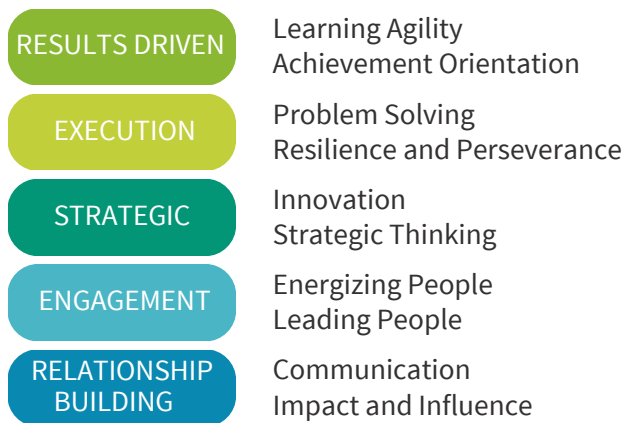 RESULTS DRIVEN
Learning Agility
Achievement Orientation
EXECUTION
Problem Solving
Resilience and Perseverance
STRATEGIC
Innovation
Strategic Thinking
ENGAGEMENT
Energizing People
Leading People
RELATIONSHIP
BUILDING
Communication
Impact and Influence